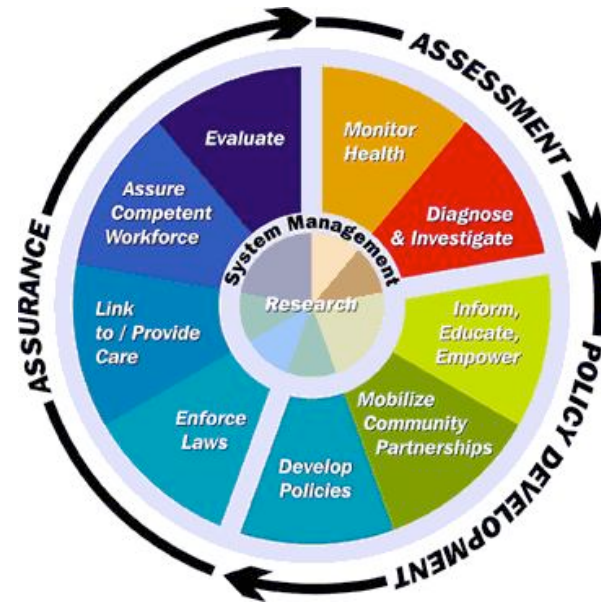 ASSESSMENT
POLICY DEVELOPMENT
ASSURANCE
Monitor
Health
Diagnose
& Investigate
Inform,
Educate,
Empower
Mobilize
Community
Partnerships
Develop
Policies
Enforce
Laws
Link
to / Provide
Care
Assure
Competent
Workforce
Evaluate
System Management
Research